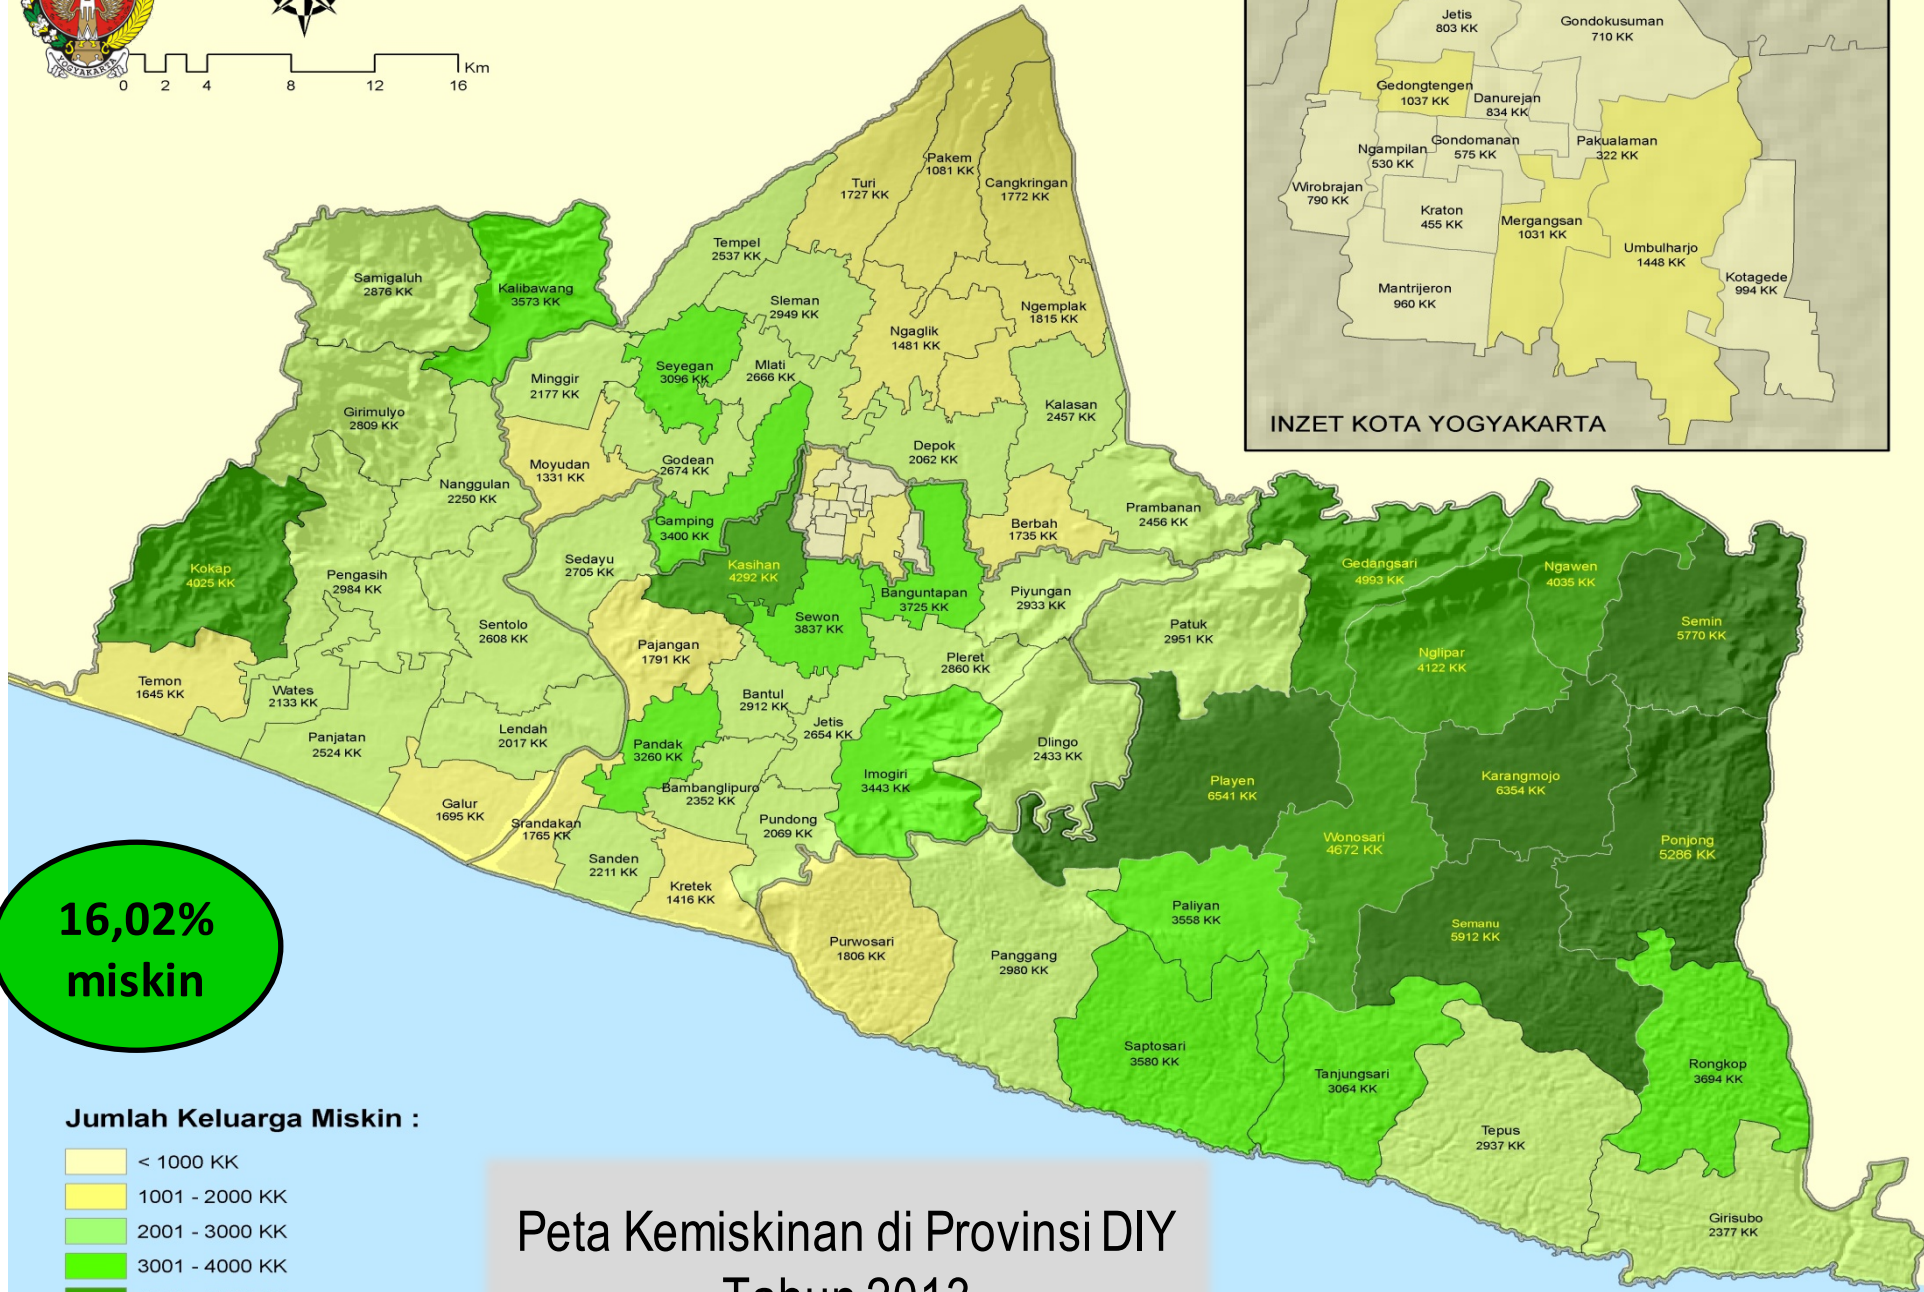 YOGYAKARTA
Km
0 2 4 8 12 16
Jetis
803 KK
Gondokusuman
710 KK
Gedongtengen
1037 KK
Danurejan
834 KK
Ngampilan
530 KK
Gondomanan
575 KK
Pakualaman
322 KK
Wirobrajan
790 KK
Kraton
455 KK
Mergangsan
1031 KK
Umbulharjo
1448 KK
Kotagede
994 KK
Mantrijeron
960 KK
INZET KOTA YOGYAKARTA
Turi
1727 KK
Pakem
1081 KK
Cangkringan
1772 KK
Tempel
2537 KK
Samigaluh
2876 KK
Kalibawang
3573 KK
Sleman
2949 KK
Ngemplak
1815 KK
Ngaglik
1481 KK
Seyegan
3096 KK
Mlati
2666 KK
Minggir
2177 KK
Girimulyo
2809 KK
Kalasan
2457 KK
Depok
2062 KK
Moyudan
1331 KK
Godean
2674 KK
Nanggulan
2250 KK
Gamping
3400 KK
Berbah
1735 KK
Prambanan
2456 KK
Kokap
4025 KK
Pengasih
2984 KK
Sedayu
2705 KK
Kasihan
4292 KK
Banguntapan
3725 KK
Piyungan
2933 KK
Gedangsari
4993 KK
Ngawen
4035 KK
Sentolo
2608 KK
Sewon
3837 KK
Patuk
2951 KK
Semin
5770 KK
Pajangan
1791 KK
Pleret
2860 KK
Nglipar
4122 KK
Temon
1645 KK
Wates
2133 KK
Bantul
2912 KK
Jetis
2654 KK
Panjatan
2524 KK
Lendah
2017 KK
Pandak
3260 KK
Dlingo
2433 KK
Imogiri
3443 KK
Playen
6541 KK
Karangmojo
6354 KK
Bambanglipuro
2352 KK
Galur
1695 KK
Srandakan
1765 KK
Pundong
2069 KK
Wonosari
4672 KK
Ponjong
5286 KK
Sanden
2211 KK
Kretek
1416 KK
Paliyan
3558 KK
Semanu
5912 KK
Purwosari
1806 KK
Panggang
2980 KK
Saptosari
3580 KK
Tanjungsari
3064 KK
Rongkop
3694 KK
Tepus
2937 KK
Girisubo
2377 KK
16,02%
miskin
Jumlah Keluarga Miskin :
< 1000 KK
1001 - 2000 KK
2001 - 3000 KK
3001 - 4000 KK
Peta Kemiskinan di Provinsi DIY
Tahun 2013